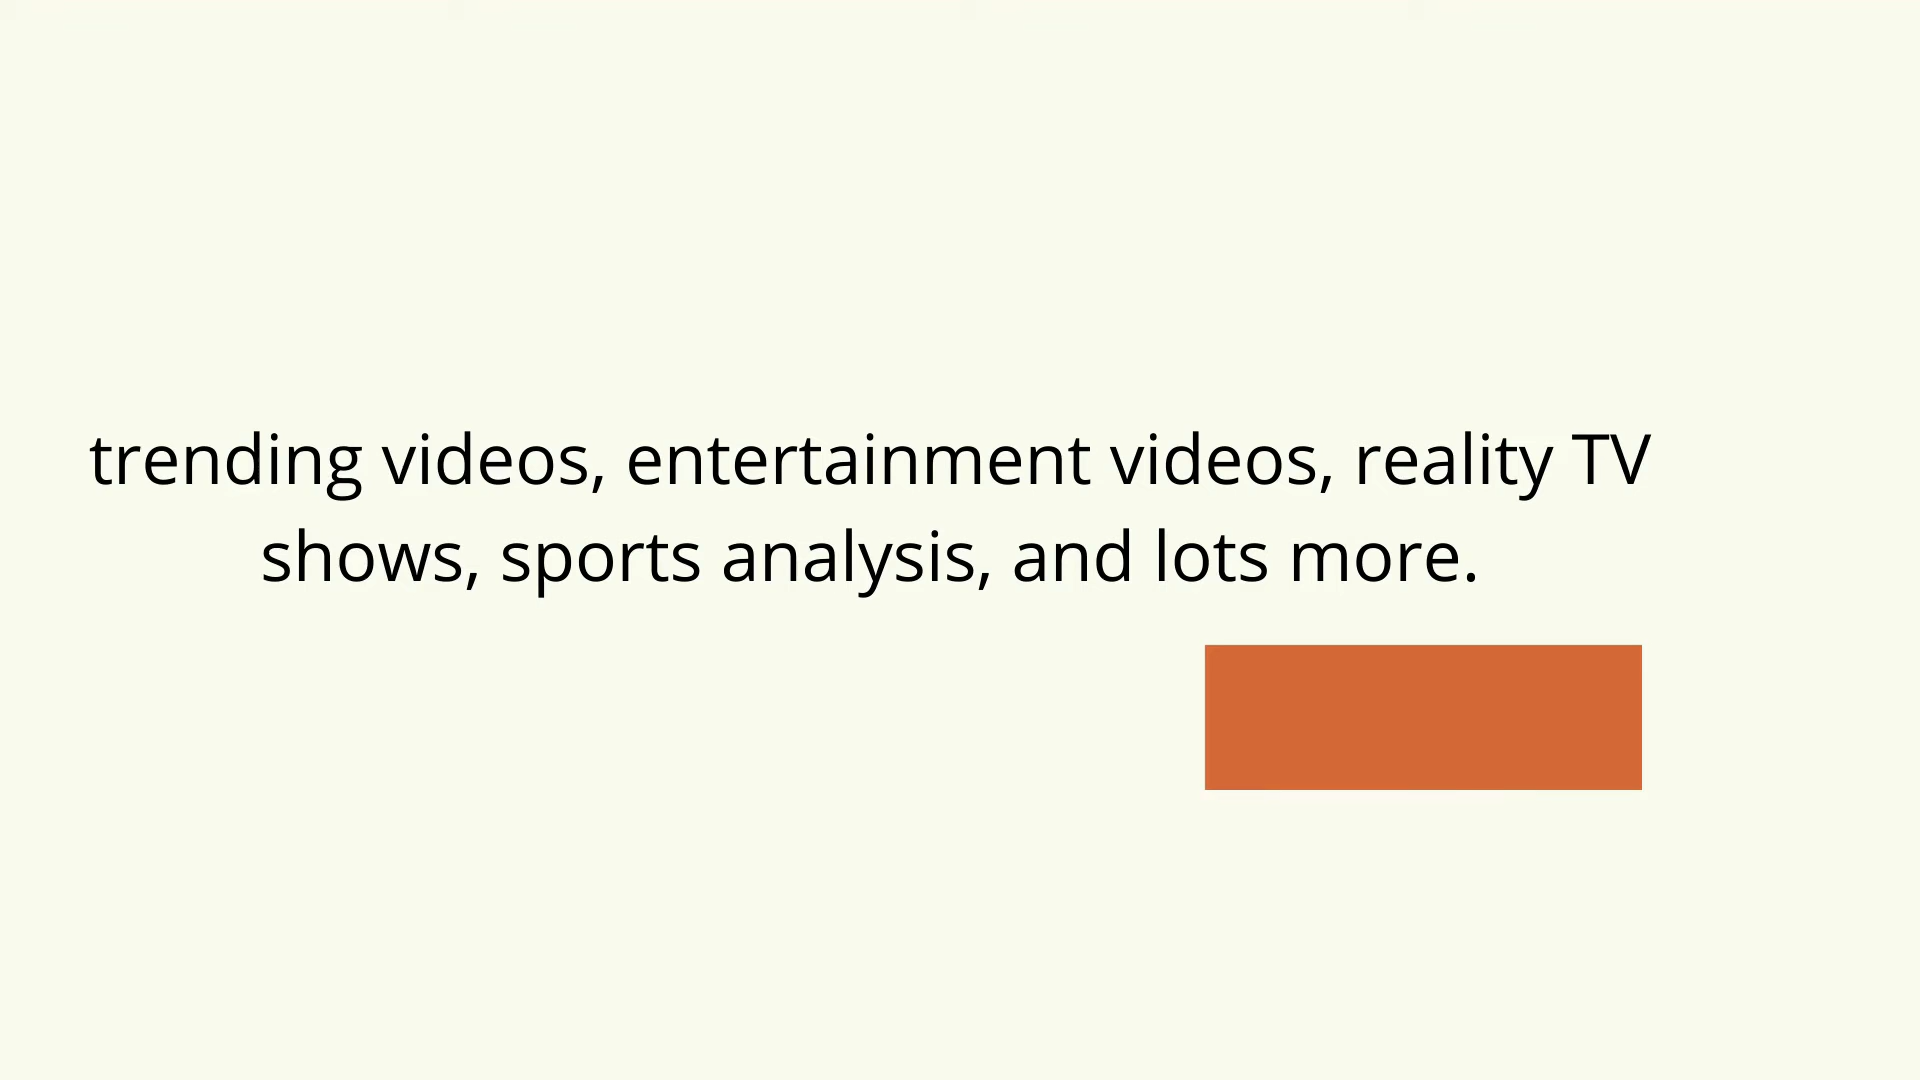 trending videos, entertainment videos, reality TV
shows, sports analysis, and lots more.